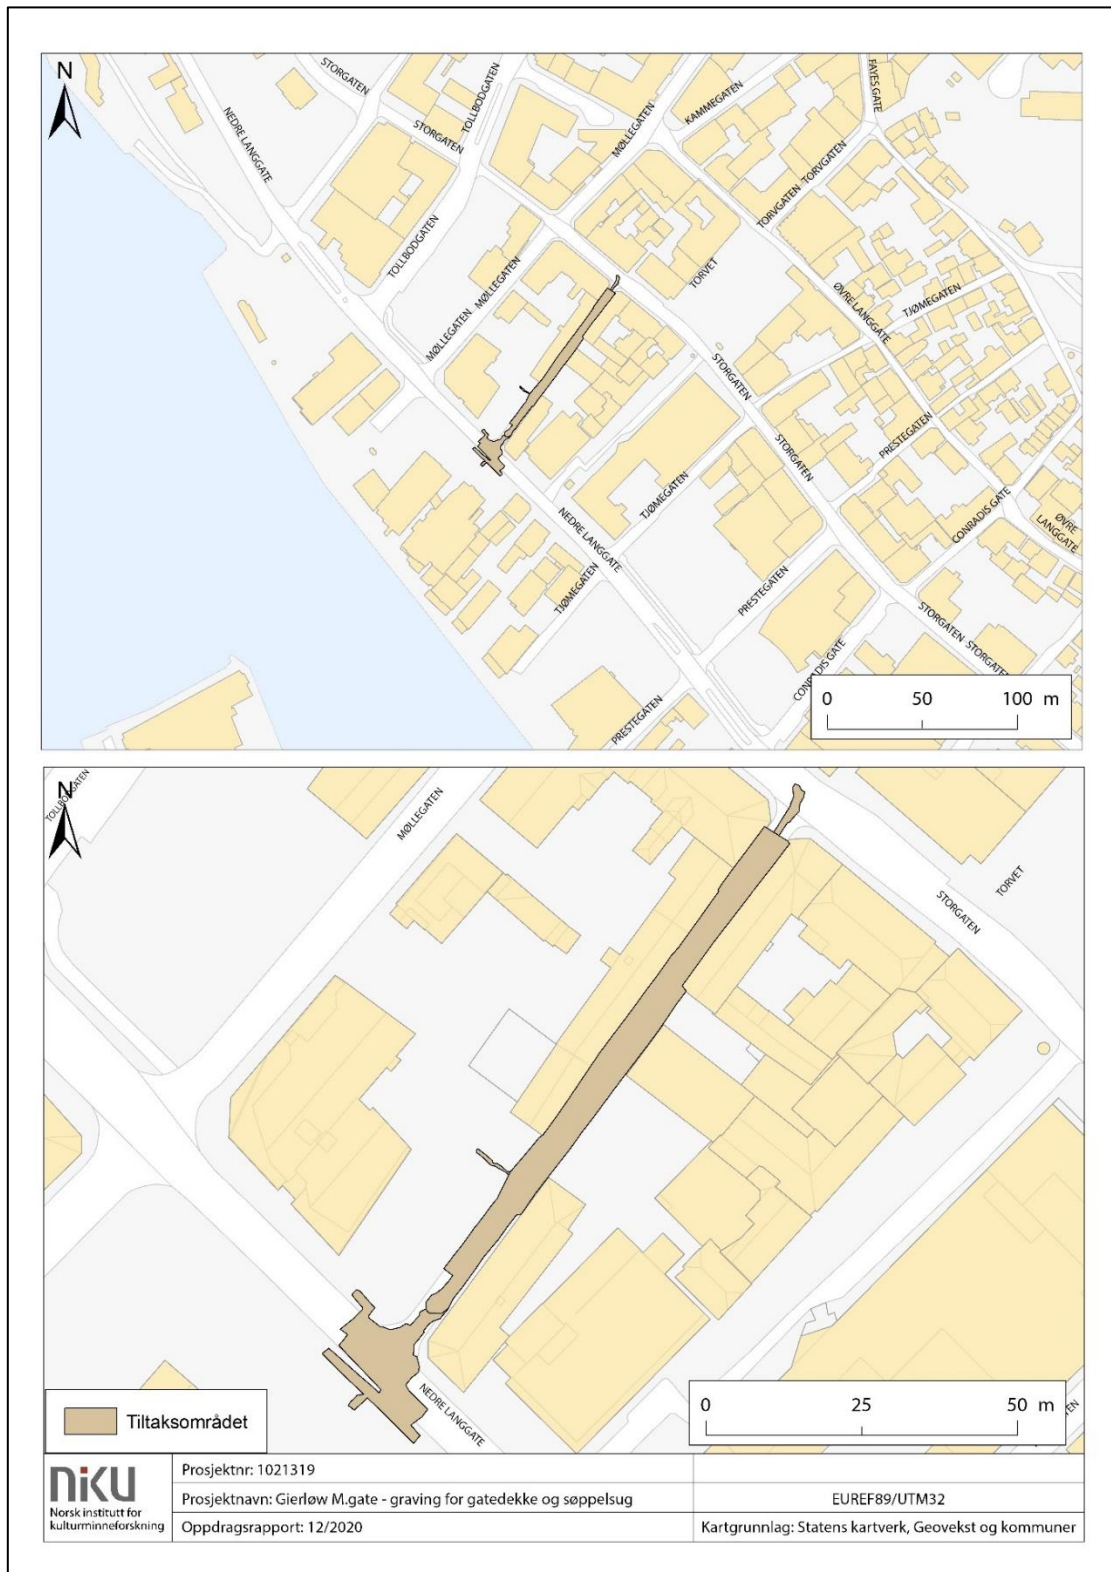 N
STORGATEN
TOLLBODGATEN
NEDRE LANGGATE
STORGATEN
MØLLEGATEN
KAMMEGATEN
FAYES GATE
TORVGATEN
TORVGATEN
TOLLBODGATEN
MØLLEGATEN
MØLLEGATEN
TORVET
ØVRE LANGGATE
TJØMEGATEN
STORGATEN
PRESTEGATEN
STORGATEN
TJØMEGATEN
NEDRE LANGGATE
CONRADIS GATE
ØVRE
LANGGATE
TJØMEGATEN
PRESTEGATEN
STORGATEN
STORGATEN
CONRADIS GATE
PRESTEGATEN
0 50 100 m
N
TOLLBODGATEN
MØLLEGATEN
TORVET
STORGATEN
NEDRE LANGGATE
Tiltaksområdet
0 25 50 m
NIKU
Norsk institutt for
kulturminneforskning
Prosjektnr: 1021319
Prosjektnavn: Gierløw M.gate - graving for gatedekke og søppelsug
EUREF89/UTM32
Oppdragsrapport: 12/2020
Kartgrunnlag: Statens kartverk, Geovekst og kommuner